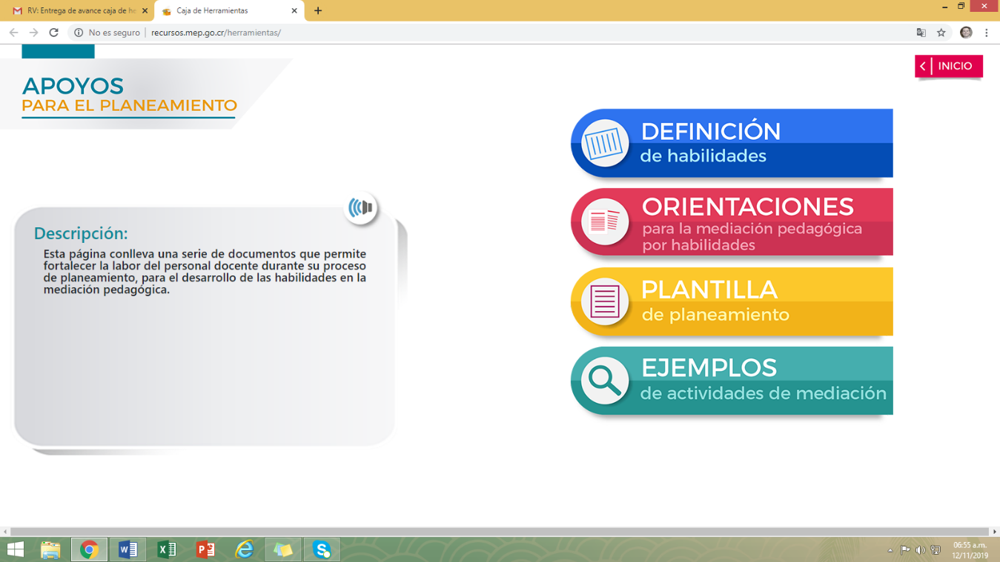 RV: Entrega de avance caja de he
Caja de Herramientas
No es seguro | recursos.mep.go.cr/herramientas/
APOYOS
PARA EL PLANEAMIENTO
INICIO
DEFINICIÓN
de habilidades
ORIENTACIONES
para la mediación pedagógica
por habilidades
PLANTILLA
de planeamiento
EJEMPLOS
de actividades de mediación
Descripción:
Esta página conlleva una serie de documentos que permite
fortalecer la labor del personal docente durante su proceso
de planeamiento, para el desarrollo de las habilidades en la
mediación pedagógica.
06:55 a.m.
12/11/2019